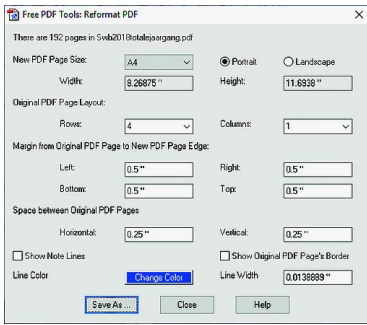 Free PDF Tools: Reformat PDF
There are 192 pages in Swb2018totalejaargang.pdf
New PDF Page Size: A4 Portrait Landscape
Width: 8.26875 " Height: 11.6938 "
Original PDF Page Layout:
Rows: 4 Columns: 1
Margin from Original PDF Page to New PDF Page Edge:
Left: 0.5 " Right: 0.5 "
Bottom: 0.5 " Top: 0.5 "
Space between Original PDF Pages
Horizontal: 0.25 " Vertical: 0.25 "
Show Note Lines Show Original PDF Page's Border
Line Color Change Color Line Width 0.0138889 "
Save As ... Close Help